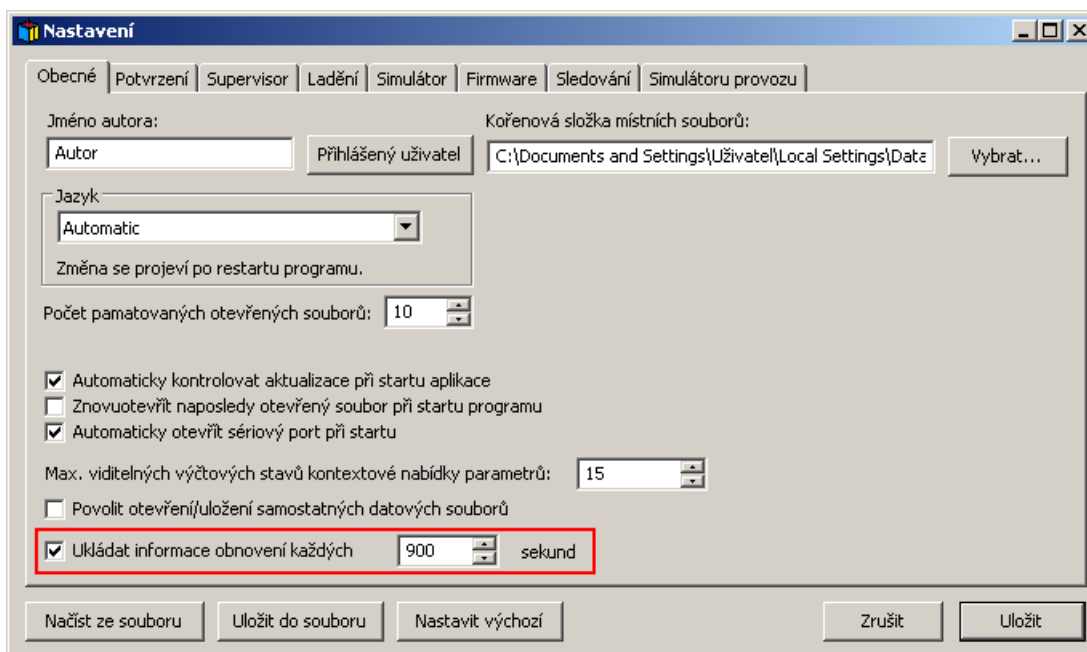 Nastavení
Obecné Potvrzení Supervisor Ladění Simulátor Firmware Sledování Simulátoru provozu
Jméno autora: Kořenová složka místních souborů:
Autor Přihlášený uživatel C:\Documents and Settings\Uživatel\Local Settings\Data Vybrat...
Jazyk
Automatic
Změna se projeví po restartu programu.
Počet pamatovaných otevřených souborů: 10
Automaticky kontrolovat aktualizace při startu aplikace
Znovuotevřít naposledy otevřený soubor při startu programu
Automaticky otevřít sériový port při startu
Max. viditelných výčtových stavů kontextové nabídky parametrů: 15
Povolit otevření/uložení samostatných datových souborů
Ukládat informace obnovení každých 900 sekund
Načíst ze souboru Uložit do souboru Nastavit výchozí Zrušit Uložit